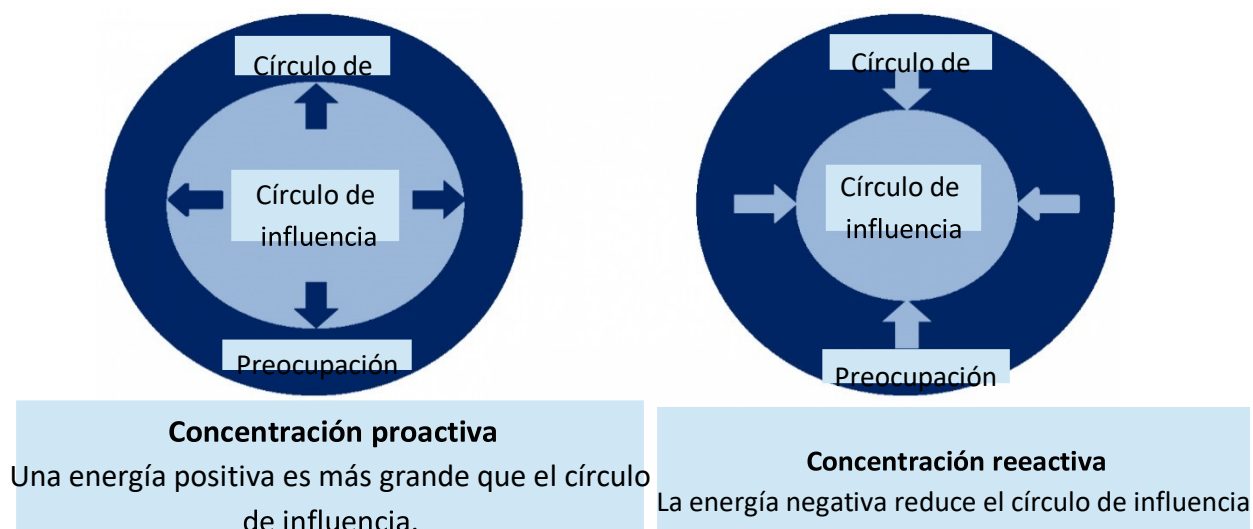 Círculo de
Círculo de
influencia
Preocupación
Concentración proactiva
Una energía positiva es más grande que el círculo
de influencia.
Círculo de
Círculo de
influencia
Preocupación
Concentración reeactiva
La energía negativa reduce el círculo de influencia